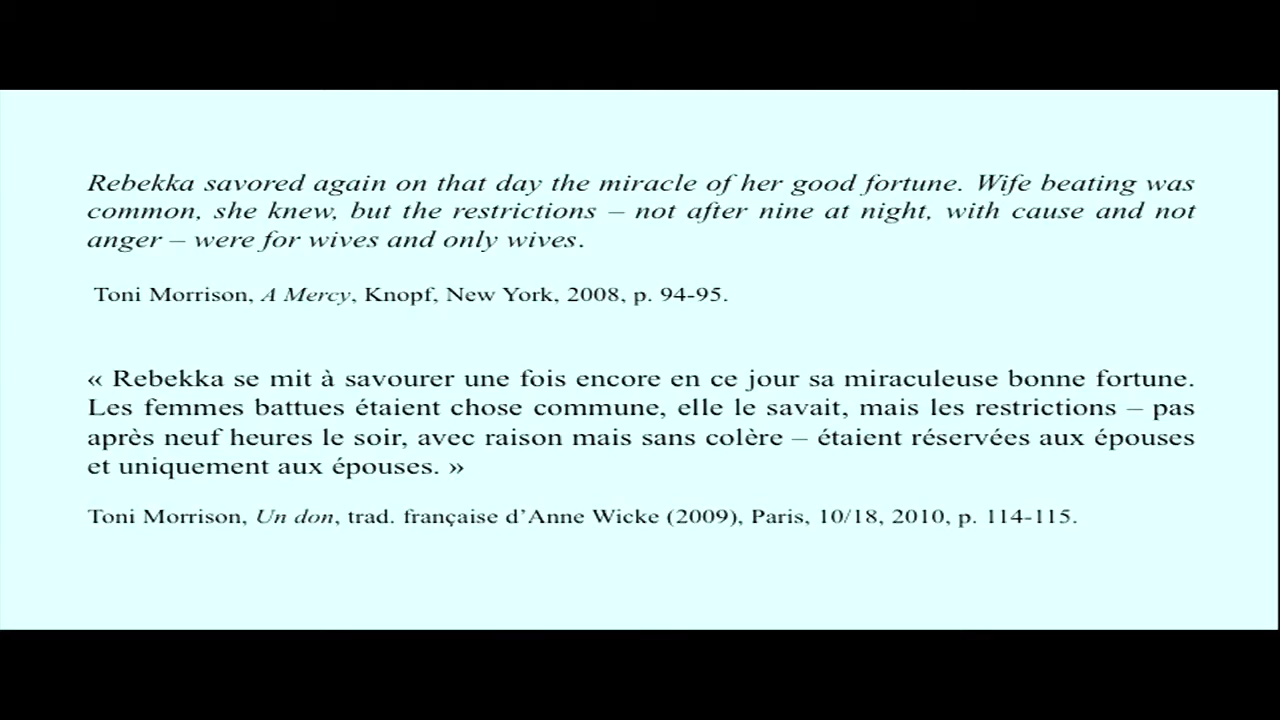 Rebekka savored again on that day the miracle of her good fortune. Wife beating was
common, she knew, but the restrictions – not after nine at night, with cause and not
anger – were for wives and only wives.
Toni Morrison, A Mercy, Knopf, New York, 2008, p. 94-95.
« Rebekka se mit à savourer une fois encore en ce jour sa miraculeuse bonne fortune.
Les femmes battues étaient chose commune, elle le savait, mais les restrictions – pas
après neuf heures le soir, avec raison mais sans colère – étaient réservées aux épouses
et uniquement aux épouses. »
Toni Morrison, Un don, trad. française d’Anne Wicke (2009), Paris, 10/18, 2010, p. 114-115.